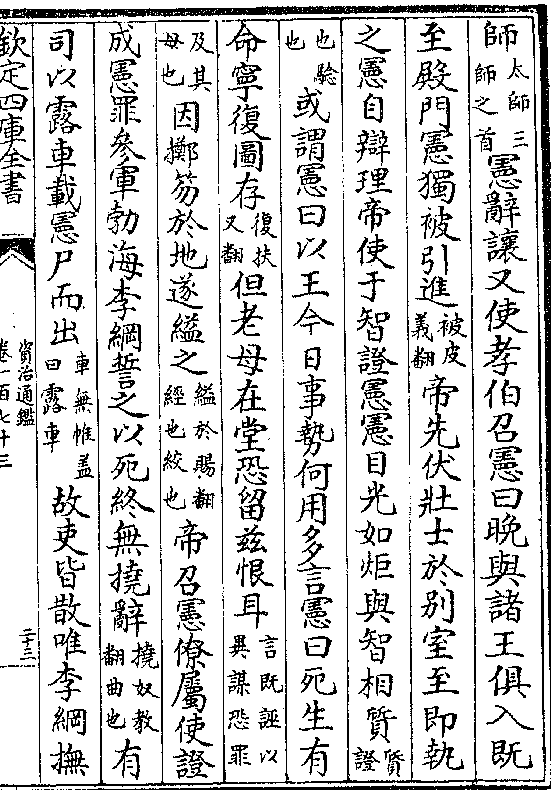 師太師三師之首憲辭讓又使孝伯召憲曰晩與諸王俱入既
至殿門憲獨被引進被皮義翻帝先伏壯士於別室至即執
之憲自辯理帝使于智證憲憲目光如炬與智相質質證
也驗也或謂憲曰以王今日事勢何用多言憲曰死生有
命寧復圖存復扶又翻但老母在堂恐留兹恨耳言既誣以異謀恐罪
及其母也因擲笏於地遂縊之縊於賜翻經也絞也帝召憲僚屬使證
成憲罪參軍勃海李綱誓之以死終無撓辭撓奴教翻曲也有
司以露車載憲尸而出車無帷盖曰露車故吏皆散唯李綱撫
欽定四庫全書
資治通鑑
卷一百七十三
二十二